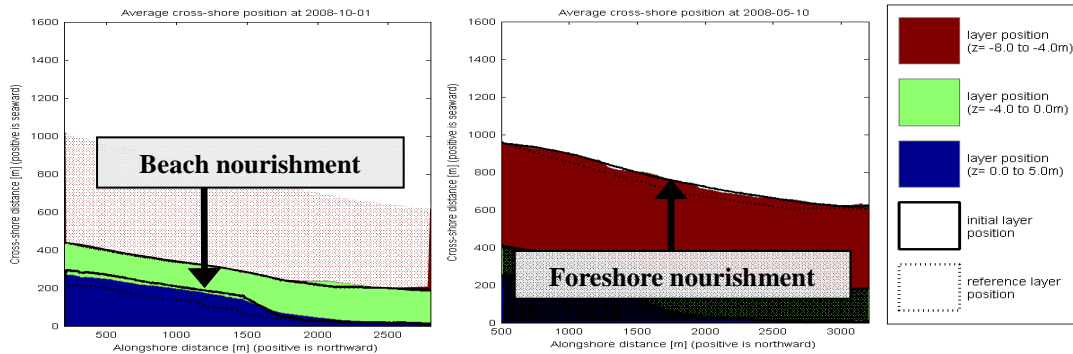 Average cross-shore position at 2008-10-01
1600
1400
1200
1000
800
600
400
200
0
Cross-shore distance [m] (positive is seaward)
Beach nourishment
500
1000
1500
2000
2500
Alongshore distance [m] (positive is northward)
Average cross-shore position at 2008-05-10
1600
1400
1200
1000
800
600
400
200
0
Cross-shore distance [m] (positive is seaward)
Foreshore nourishment
500
1000
1500
2000
2500
3000
Alongshore distance [m] (positive is northward)
layer position
(z= -8.0 to -4.0m)
layer position
(z= -4.0 to 0.0m)
layer position
(z= 0.0 to 5.0m)
initial layer
position
reference layer
position